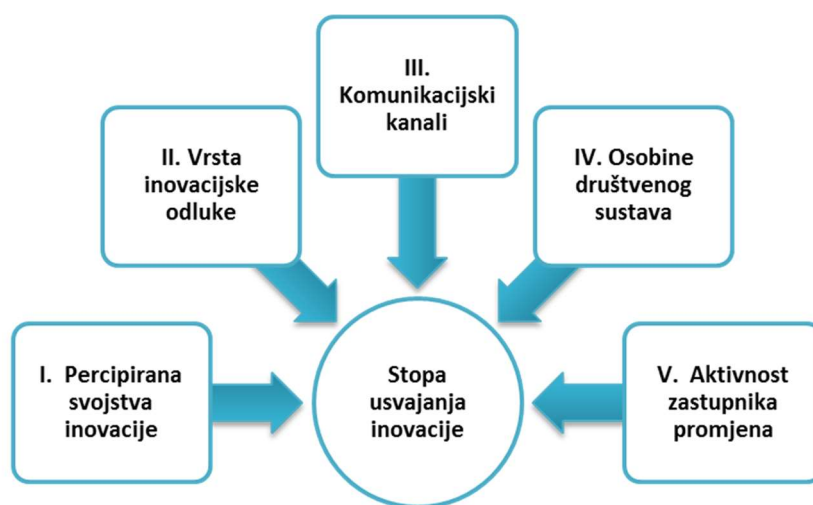 I. Percipirana
svojstva
inovacije
II. Vrsta
inovacijske
odluke
III.
Komunikacijski
kanali
IV. Osobine
društvenog
sustava
V. Aktivnost
zastupnika
promjena
Stopa
usvajanja
inovacije